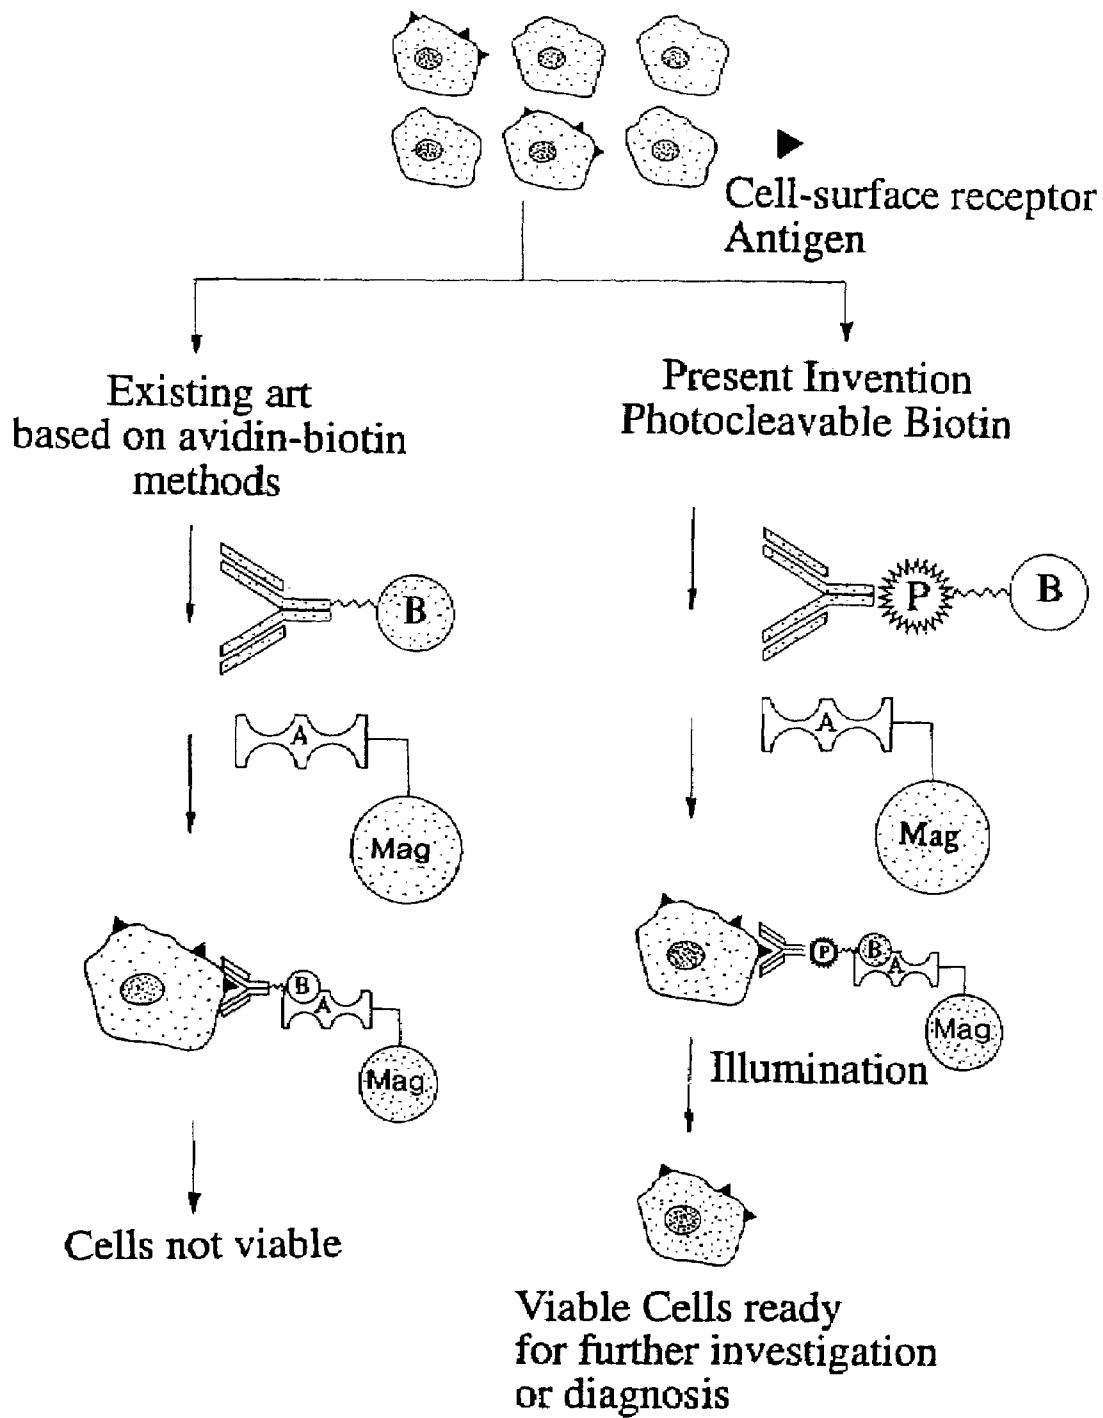 Cell-surface receptor
Antigen
Existing art
based on avidin-biotin
methods
Present Invention
Photocleavable Biotin
B
P
B
A
Mag
A
Mag
B
A
Mag
P
B
A
Mag
Illumination
Cells not viable
Viable Cells ready
for further investigation
or diagnosis